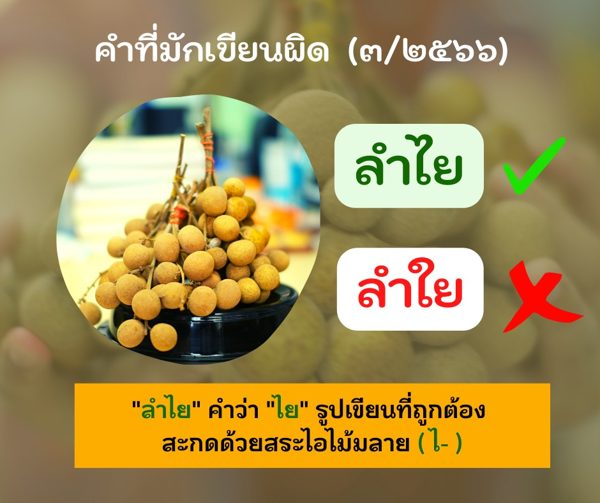 คำที่มักเขียนผิด (๓/๒๕๖๖)
ลำไย
ลำใย
"ลำไย" คำว่า "ไย" รูปเขียนที่ถูกต้อง
สะกดด้วยสระไอไม้มลาย ( ไ- )